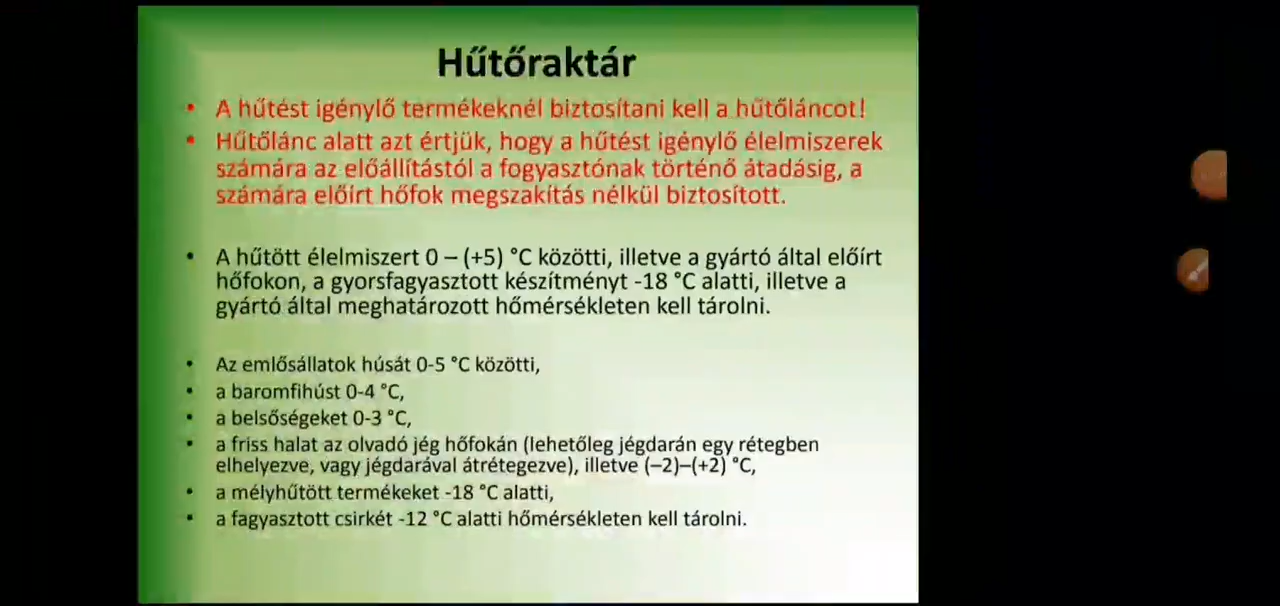 Hűtőraktár
• A hűtést igénylő termékeknél biztosítani kell a hűtőláncot!
• Hűtőlánc alatt azt értjük, hogy a hűtést igénylő élelmiszerek
számára az előállítástól a fogyasztónak történő átadásig, a
számára előírt hőfok megszakítás nélkül biztosított.
• A hűtött élelmiszert 0 – (+5) °C közötti, illetve a gyártó által előírt
hőfokon, a gyorsfagyasztott készítményt -18 °C alatti, illetve a
gyártó által meghatározott hőmérsékleten kell tárolni.
• Az emlősállatok húsát 0-5 °C közötti,
• a baromfihúst 0-4 °C,
• a belsőségeket 0-3 °C,
• a friss halat az olvadó jég hőfokán (lehetőleg jégdarán egy rétegben
elhelyezve, vagy jégdarával átrétegezve), illetve (–2)–(+2) °C,
• a mélyhűtött termékeket -18 °C alatti,
• a fagyasztott csirkét -12 °C alatti hőmérsékleten kell tárolni.